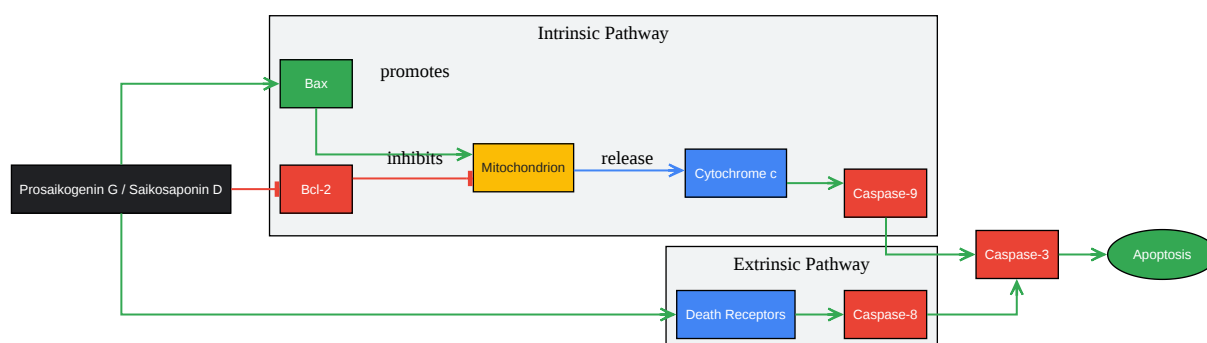 Intrinsic Pathway
Bax
promotes
inhibits
Mitochondrion
release
Cytochrome c
Prosaikogenin G / Saikosaponin D
Bcl-2
Caspase-9
Extrinsic Pathway
Caspase-3
Apoptosis
Death Receptors
Caspase-8